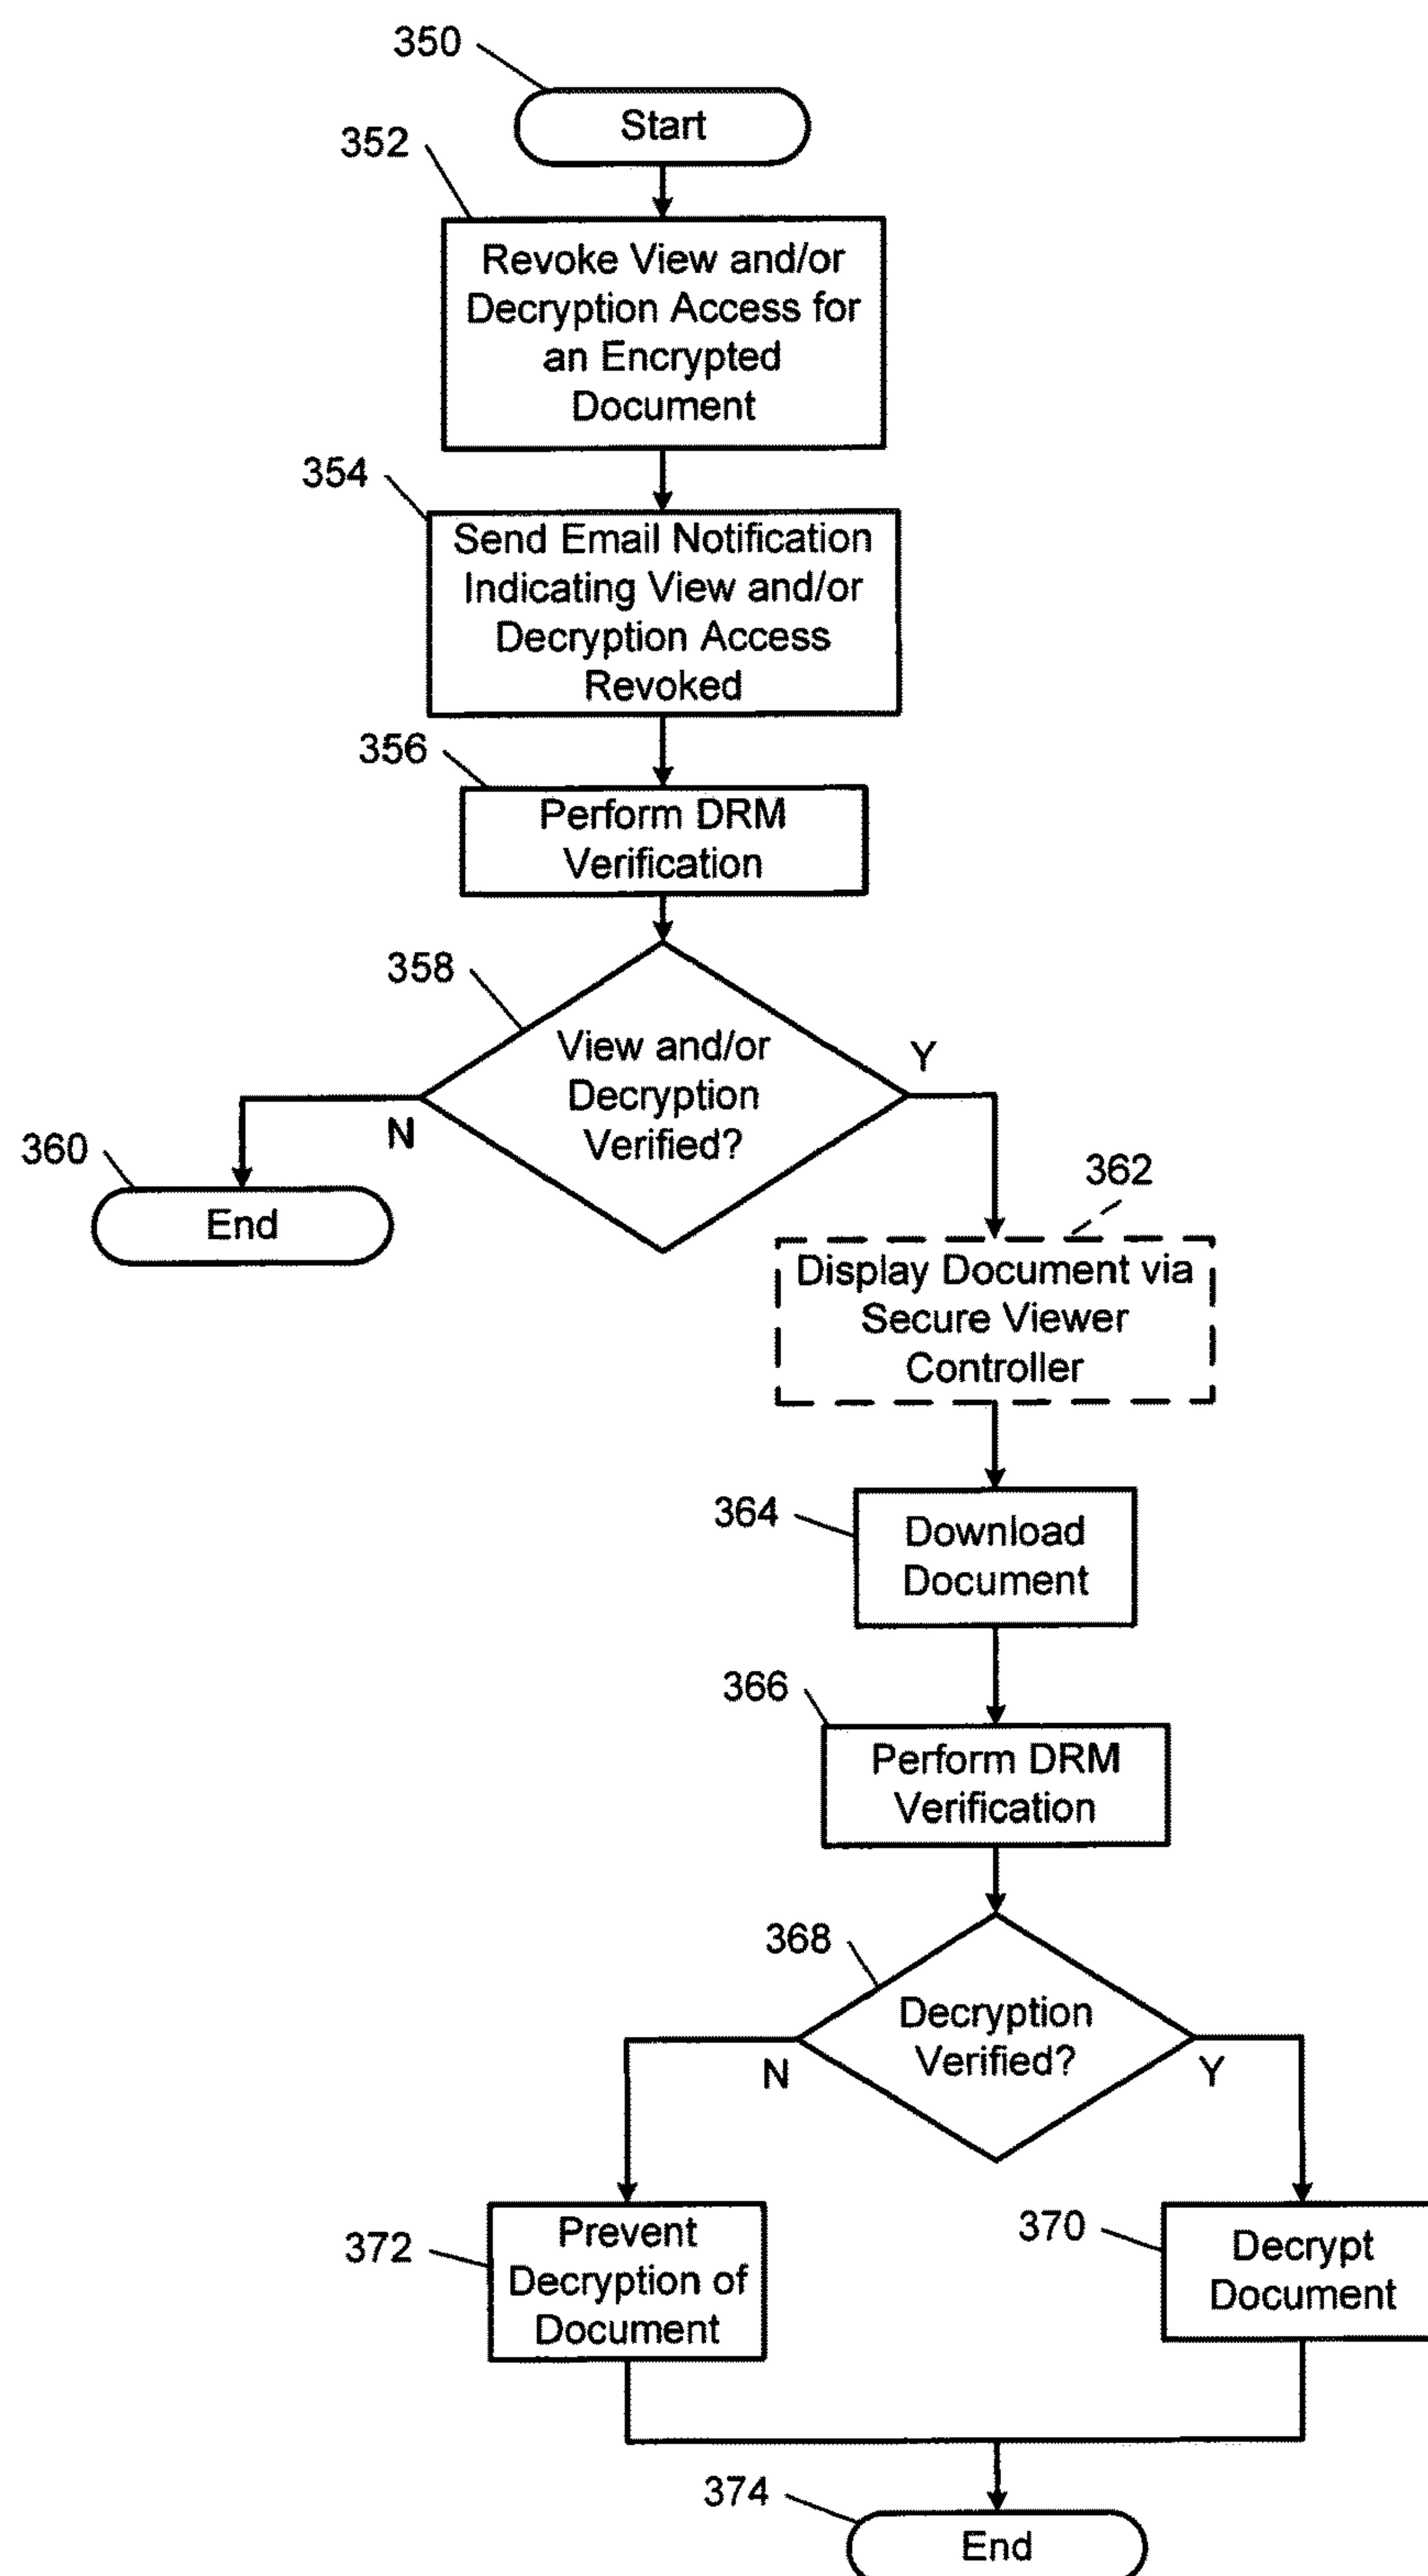 350
Start
352
Revoke View and/or
Decryption Access for
an Encrypted
Document
354
Send Email Notification
Indicating View and/or
Decryption Access
Revoked
356
Perform DRM
Verification
358
View and/or
Decryption
Verified?
Y
N
360
End
362
Display Document via
Secure Viewer
Controller
364
Download
Document
366
Perform DRM
Verification
368
Decryption
Verified?
N
Y
372
Prevent
Decryption of
Document
370
Decrypt
Document
374
End